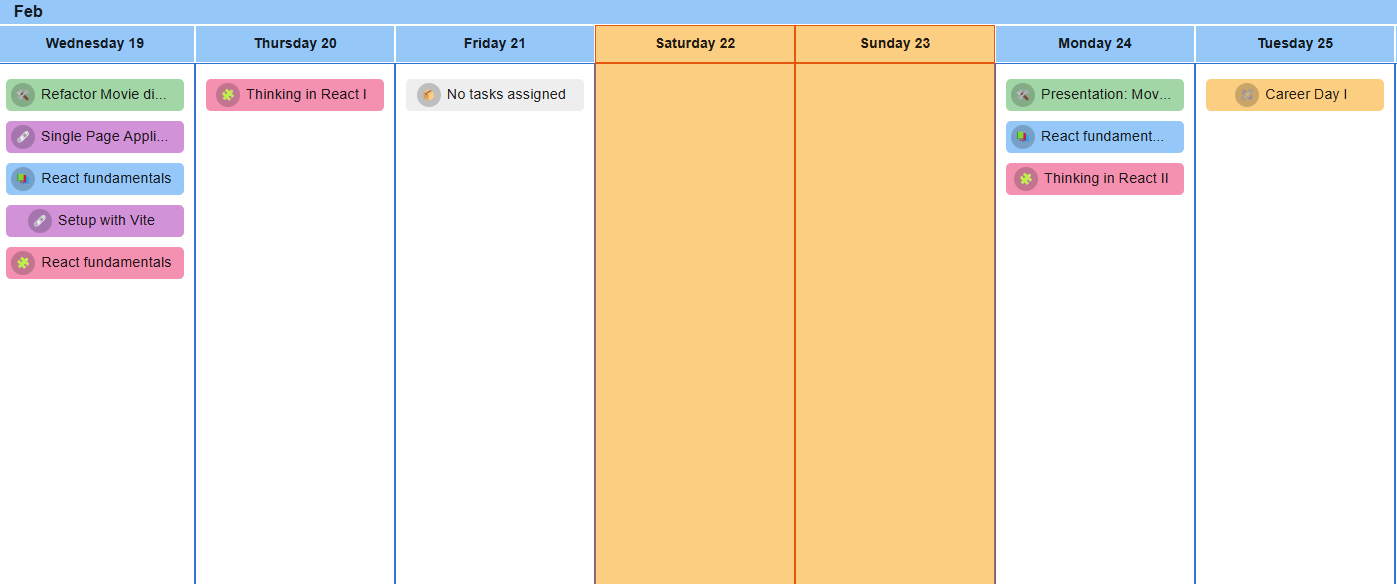 Feb
Wednesday 19
Thursday 20
Friday 21
Saturday 22
Sunday 23
Monday 24
Tuesday 25
Refactor Movie di...
Single Page Appli...
React fundamentals
Setup with Vite
React fundamentals
Thinking in React I
No tasks assigned
Presentation: Mov...
React fundament...
Thinking in React II
Career Day I